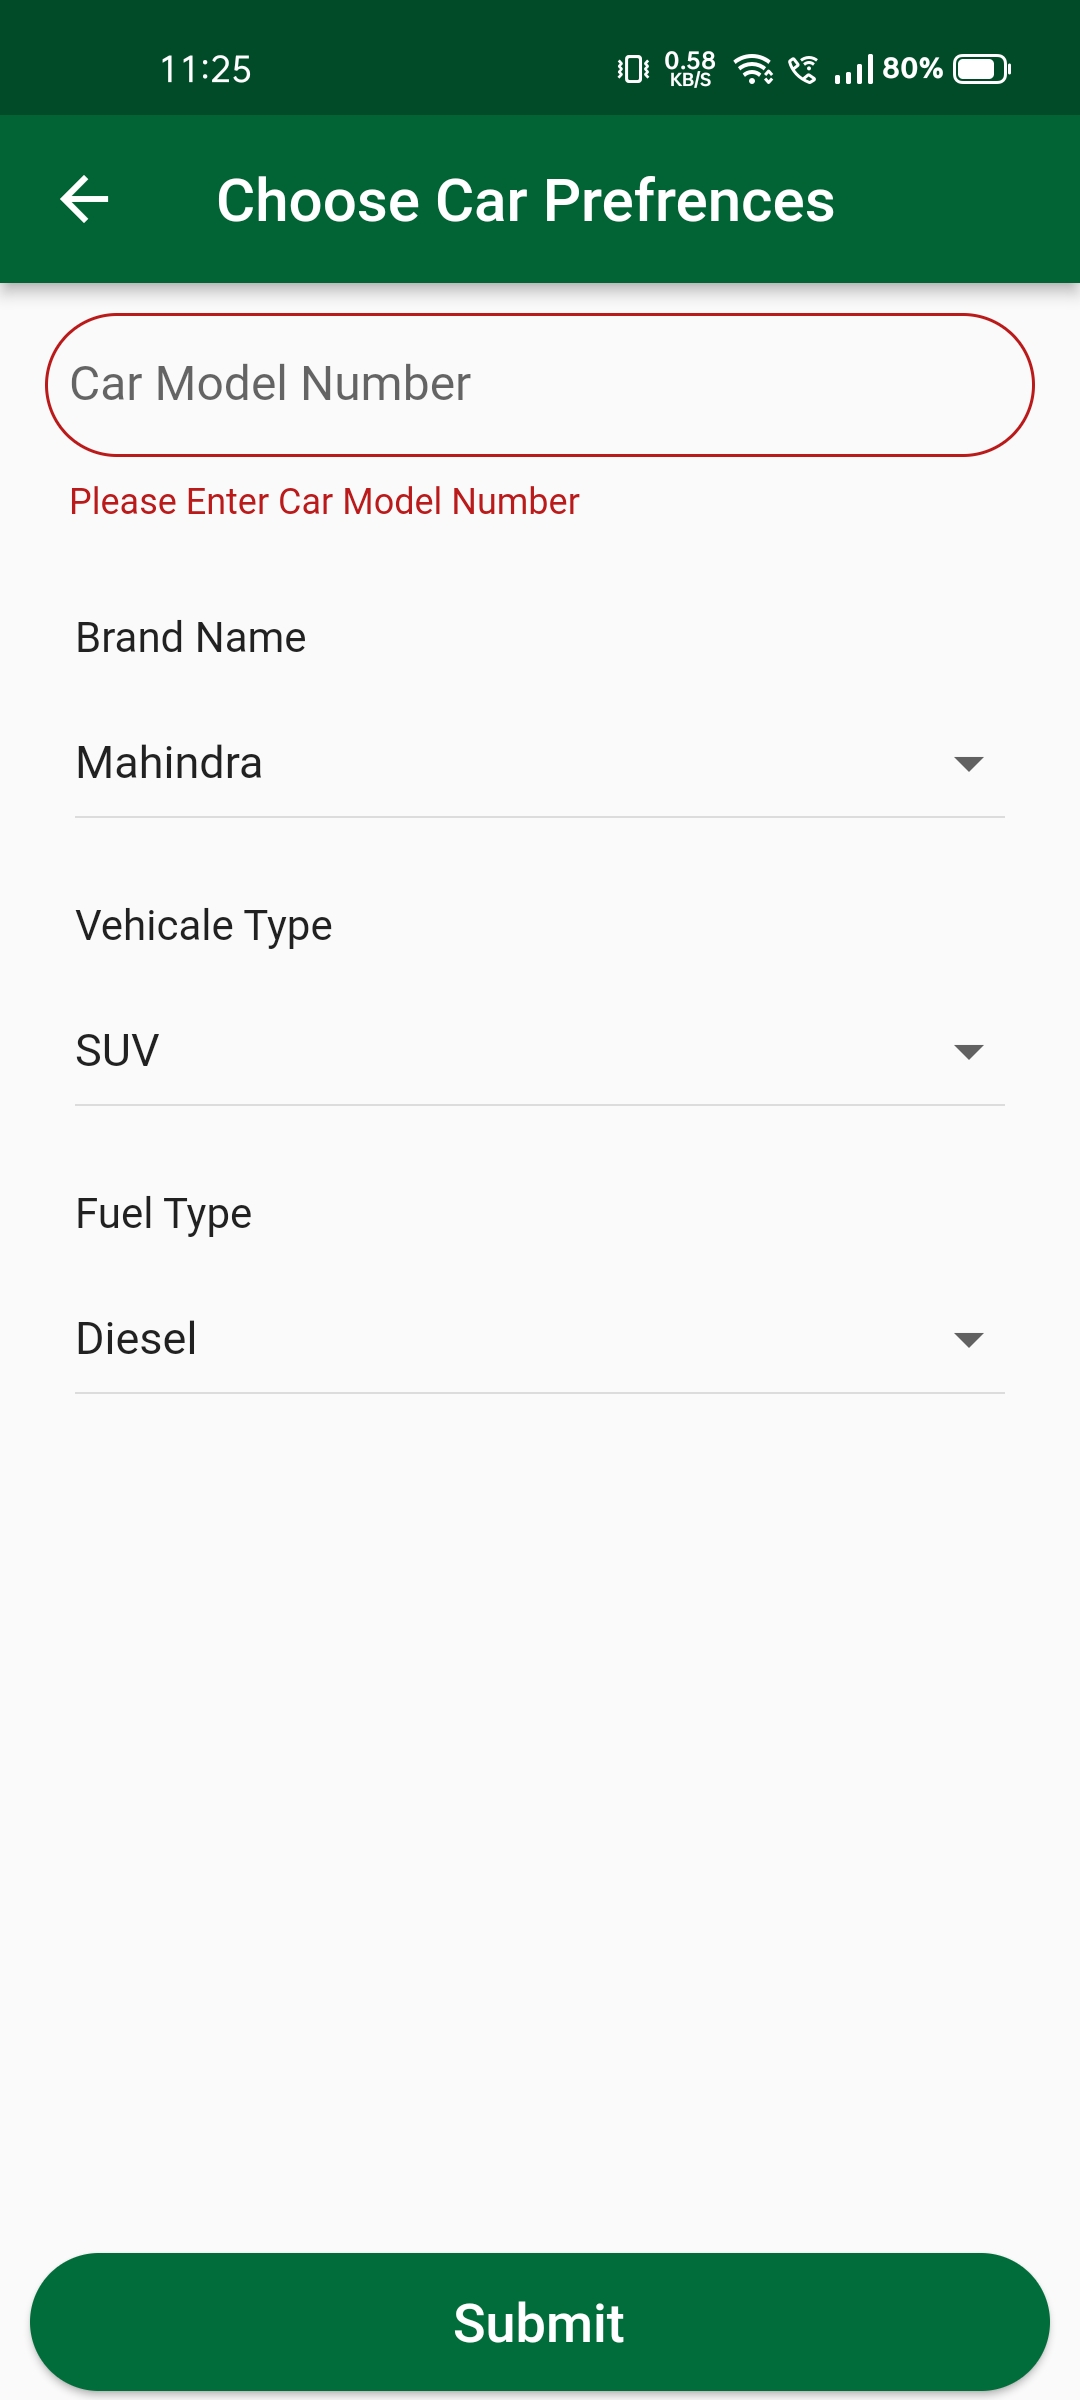 11:25
0.58
KB/S
80%
Choose Car Prefrences
Car Model Number
Please Enter Car Model Number
Brand Name
Mahindra
Vehicale Type
SUV
Fuel Type
Diesel
Submit